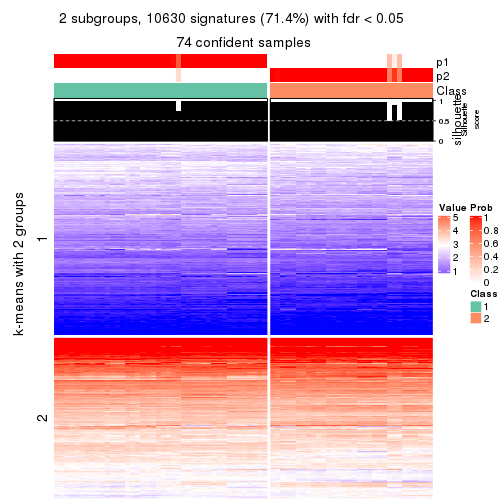 2 subgroups, 10630 signatures (71.4%) with fdr < 0.05
74 confident samples
p1
p2
Class
1
0.5
0
silhouette
Silhouette
score
k-means with 2 groups
1
2
Value
5
4
3
2
1
Prob
1
0.8
0.6
0.4
0.2
0
Class
1
2